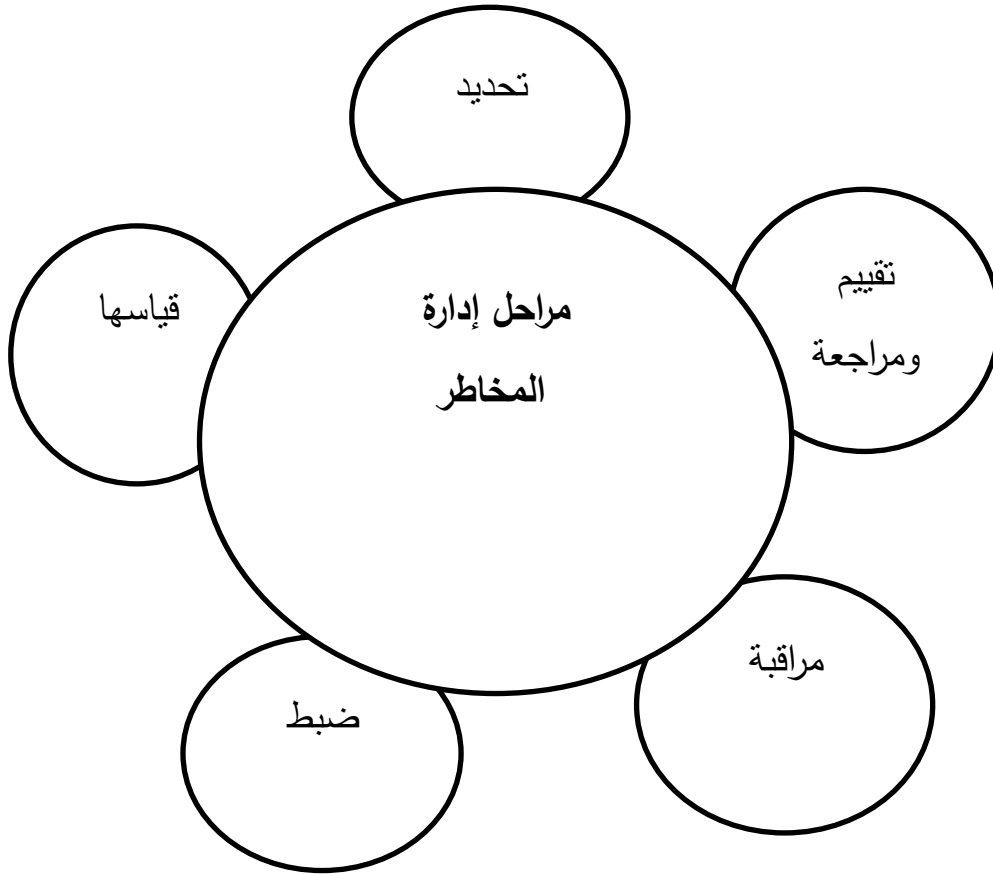 تحديد
تقييم
ومراجعة
قياسها
مراحل إدارة
المخاطر
مراقبة
ضبط